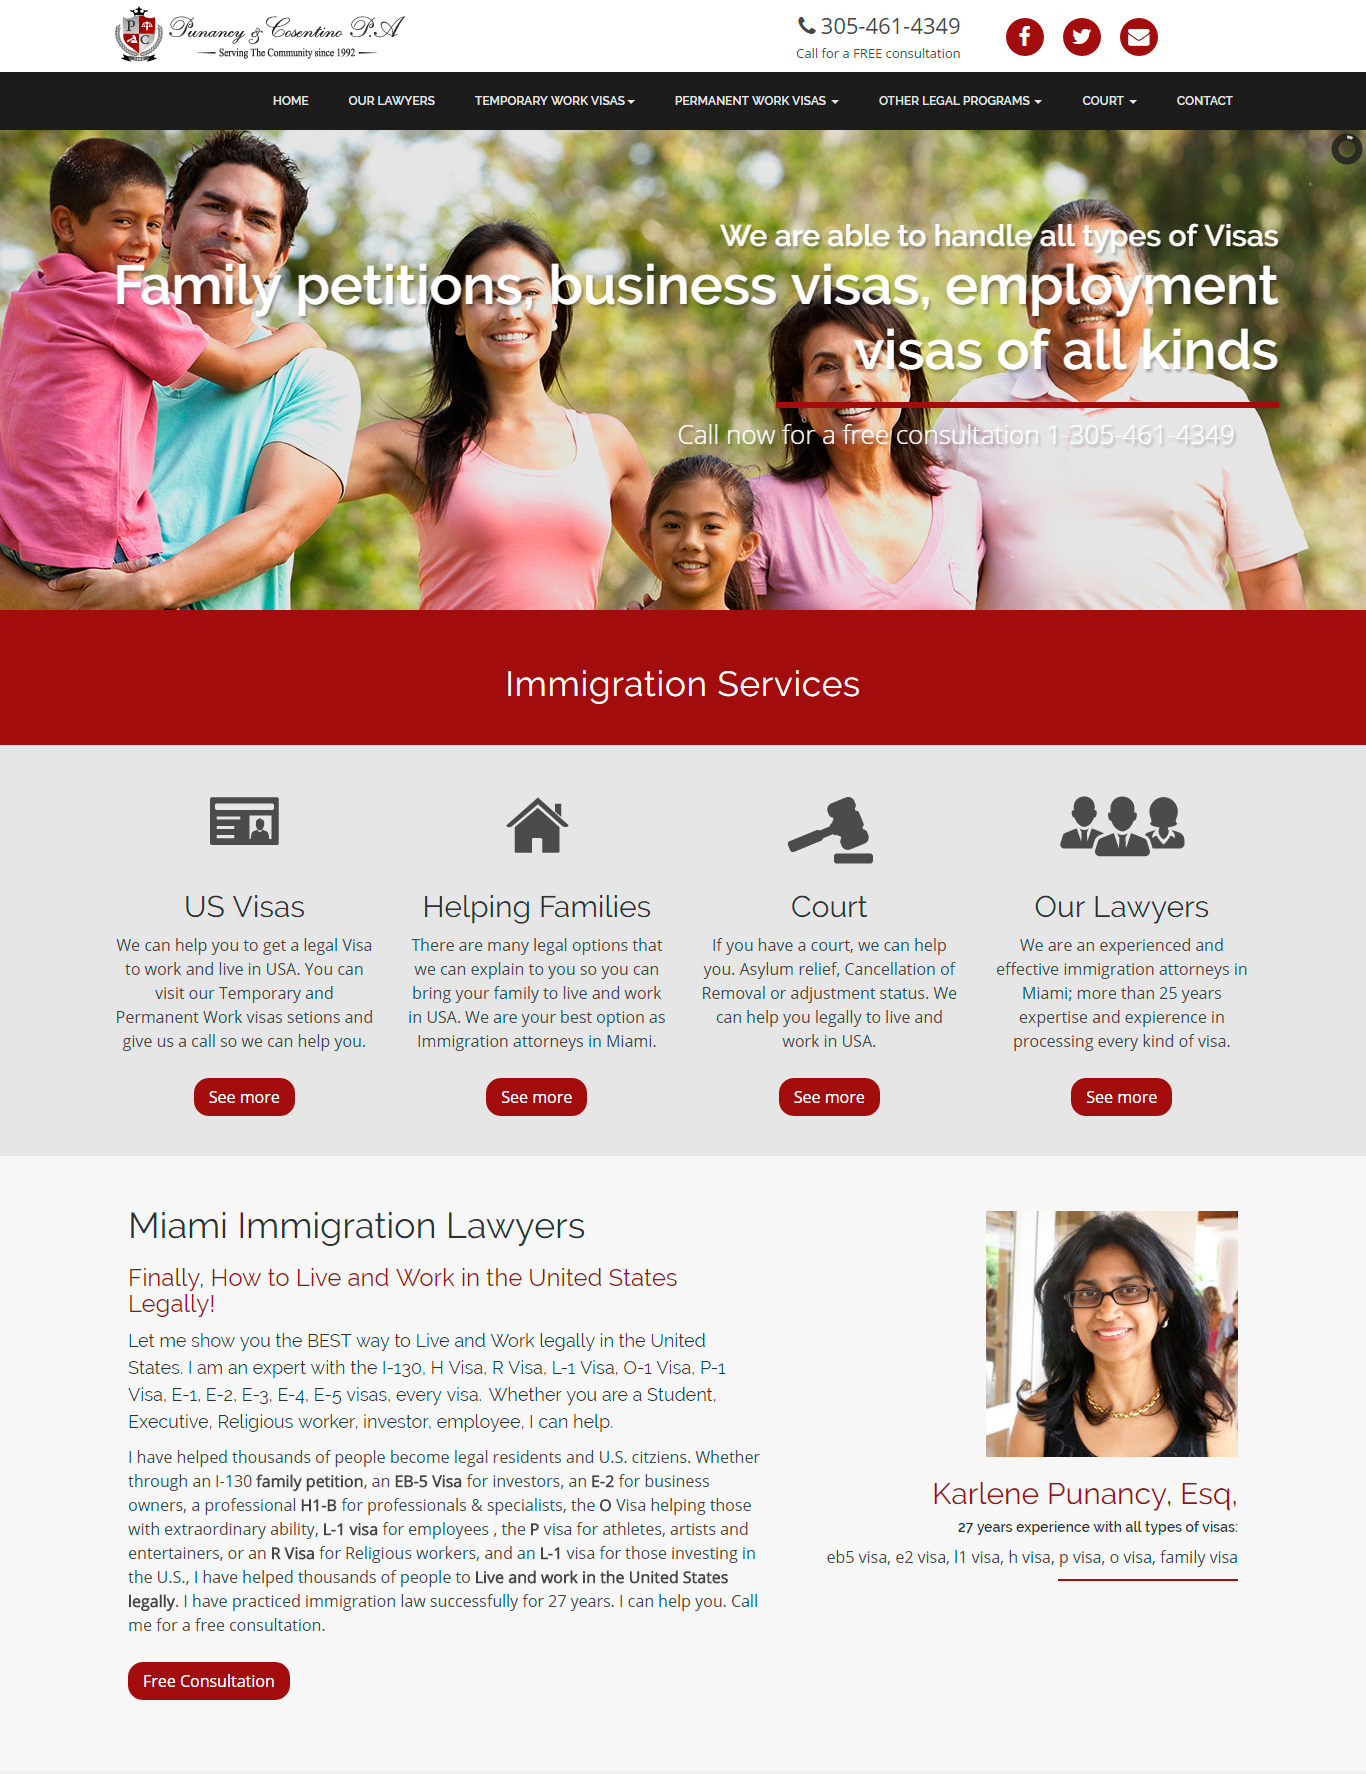 P C
Punancy & Cosentino P.A
Serving The Community since 1992
305-461-4349
Call for a FREE consultation
HOME OUR LAWYERS TEMPORARY WORK VISAS PERMANENT WORK VISAS OTHER LEGAL PROGRAMS COURT CONTACT
We are able to handle all types of Visas
Family petitions, business visas, employment
visas of all kinds
Call now for a free consultation 1-305-461-4349
Immigration Services
US Visas
We can help you to get a legal Visa
to work and live in USA. You can
visit our Temporary and
Permanent Work visas setions and
give us a call so we can help you.
See more
Helping Families
There are many legal options that
we can explain to you so you can
bring your family to live and work
in USA. We are your best option as
Immigration attorneys in Miami.
See more
Court
If you have a court, we can help
you. Asylum relief, Cancellation of
Removal or adjustment status. We
can help you legally to live and
work in USA.
See more
Our Lawyers
We are an experienced and
effective immigration attorneys in
Miami; more than 25 years
expertise and expierence in
processing every kind of visa.
See more
Miami Immigration Lawyers
Finally, How to Live and Work in the United States
Legally!
Let me show you the BEST way to Live and Work legally in the United
States. I am an expert with the I-130, H Visa, R Visa, L-1 Visa, O-1 Visa, P-1
Visa, E-1, E-2, E-3, E-4, E-5 visas, every visa. Whether you are a Student,
Executive, Religious worker, investor, employee, I can help.
I have helped thousands of people become legal residents and U.S. citziens. Whether
through an I-130 family petition, an EB-5 Visa for investors, an E-2 for business
owners, a professional H1-B for professionals & specialists, the O Visa helping those
with extraordinary ability, L-1 visa for employees , the P visa for athletes, artists and
entertainers, or an R Visa for Religious workers, and an L-1 visa for those investing in
the U.S., I have helped thousands of people to Live and work in the United States
legally. I have practiced immigration law successfully for 27 years. I can help you. Call
me for a free consultation.
Free Consultation
Karlene Punancy, Esq,
27 years experience with all types of visas:
eb5 visa, e2 visa, l1 visa, h visa, p visa, o visa, family visa